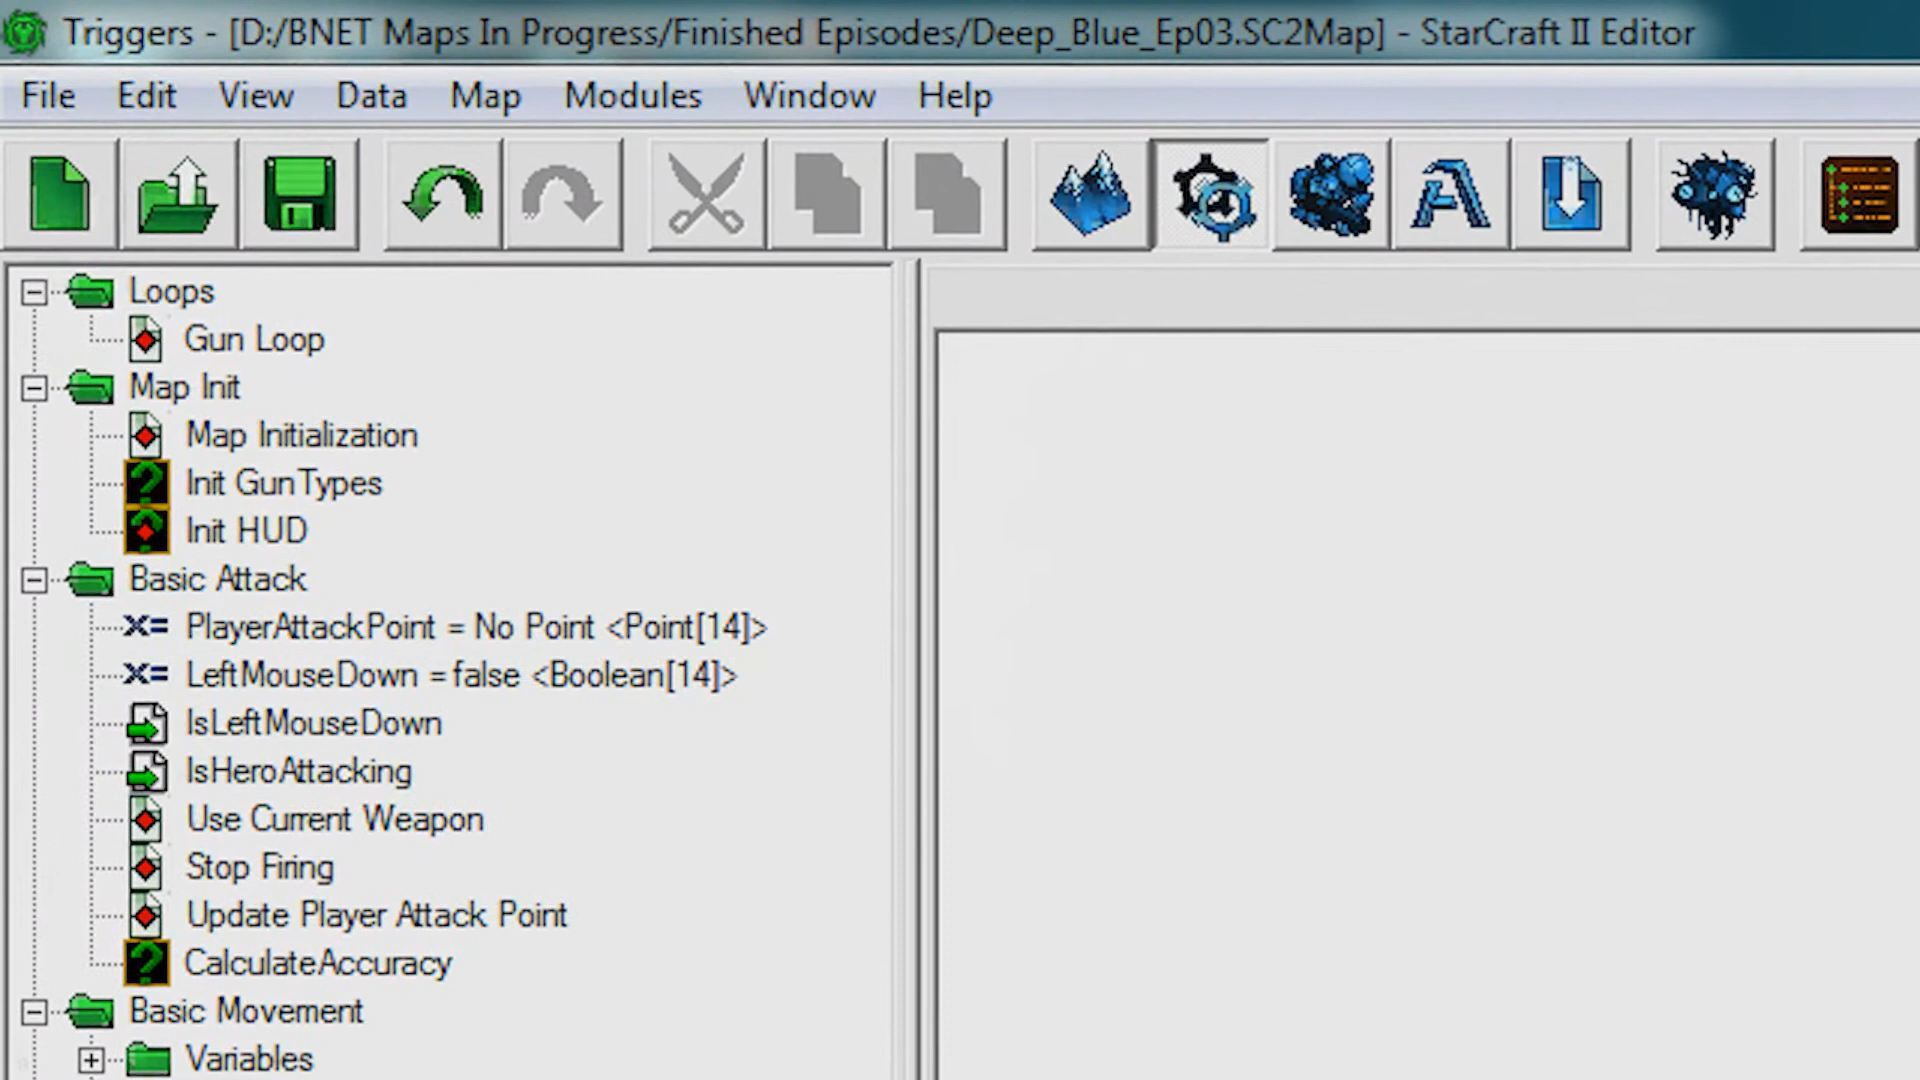 Triggers - [D:/BNET Maps In Progress/Finished Episodes/Deep_Blue_Ep03.SC2Map] - StarCraft II Editor
File Edit View Data Map Modules Window Help
Loops
Gun Loop
Map Init
Map Initialization
Init GunTypes
Init HUD
Basic Attack
PlayerAttackPoint = No Point <Point[14]>
LeftMouseDown = false <Boolean[14]>
IsLeftMouseDown
IsHeroAttacking
Use Current Weapon
Stop Firing
Update Player Attack Point
CalculateAccuracy
Basic Movement
Variables